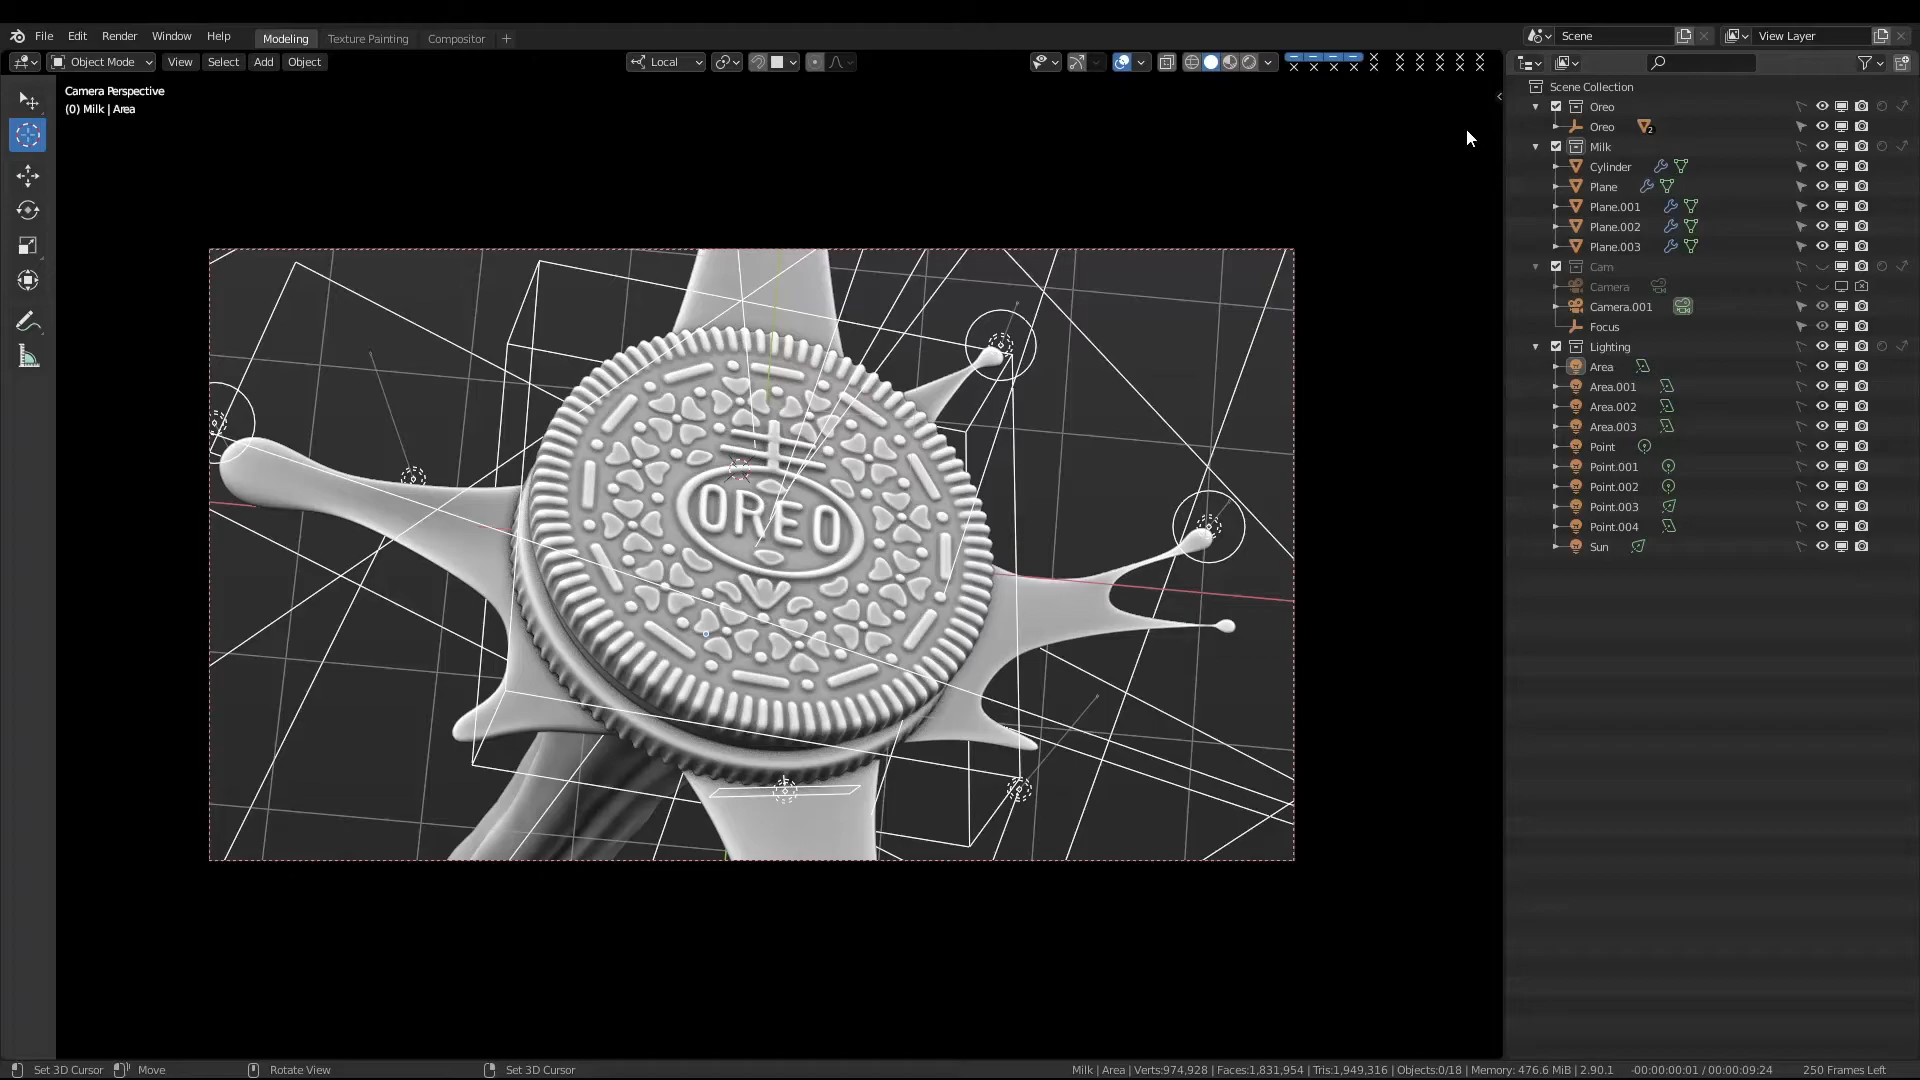 File Edit Render Window Help Modeling Texture Painting Compositor + Scene View Layer
Object Mode View Select Add Object Local
Camera Perspective
(0) Milk | Area
OREO
Scene Collection
Oreo
Oreo 2
Milk
Cylinder
Plane
Plane.001
Plane.002
Plane.003
Cam
Camera
Camera.001
Focus
Lighting
Area
Area.001
Area.002
Area.003
Point
Point.001
Point.002
Point.003
Point.004
Sun
Set 3D Cursor Move Rotate View Set 3D Cursor Milk | Area | Verts:974,928 | Faces:1,831,954 | Tris:1,949,316 | Objects:0/18 | Memory: 476.6 MiB | 2.90.1 -00:00:00:01 / 00:00:09:24 250 Frames Left